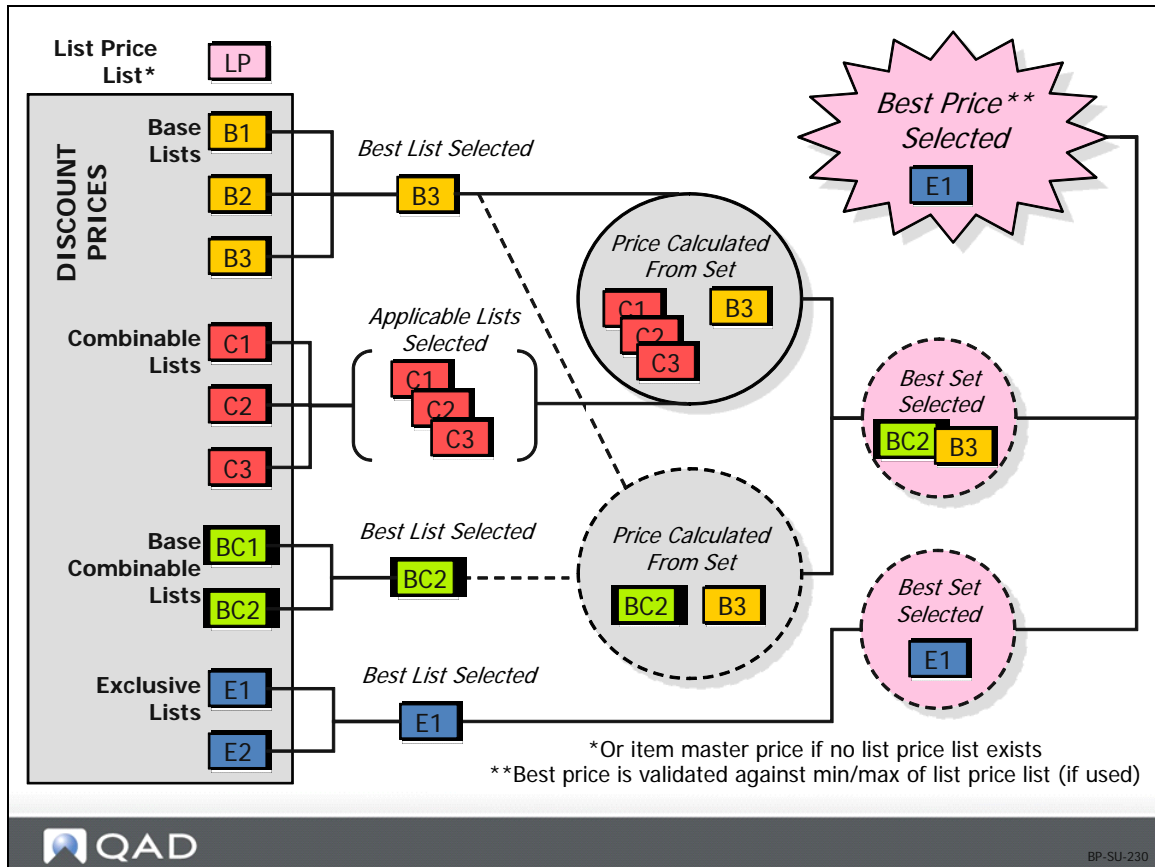 List Price
List*
LP
DISCOUNT
PRICES
Base
Lists
B1
B2
B3
Best List Selected
B3
Combinable
Lists
C1
C2
C3
Applicable Lists
Selected
C1
C2
C3
Base
Combinable
Lists
BC1
BC2
Best List Selected
BC2
Exclusive
Lists
E1
E2
Best List Selected
E1
Price Calculated
From Set
C1
C2
C3
B3
Price Calculated
From Set
BC2
B3
Best Price**
Selected
E1
Best Set
Selected
BC2
B3
Best Set
Selected
E1
*Or item master price if no list price list exists
**Best price is validated against min/max of list price list (if used)
QAD
BP-SU-230